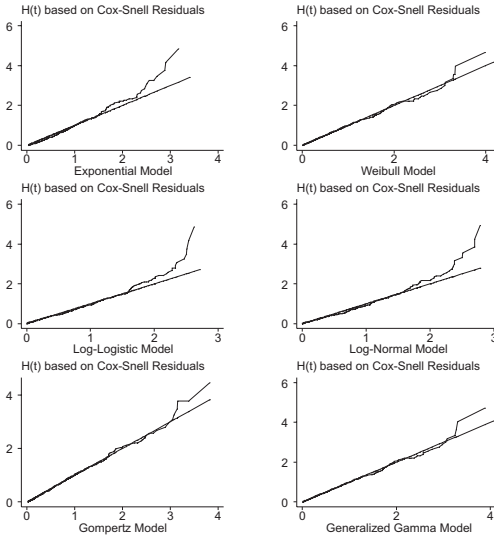 H(t) based on Cox-Snell Residuals
6
4
2
0
0 1 2 3 4
Exponential Model
H(t) based on Cox-Snell Residuals
6
4
2
0
0 2 4
Weibull Model
H(t) based on Cox-Snell Residuals
6
4
2
0
0 1 2 3
Log-Logistic Model
H(t) based on Cox-Snell Residuals
6
4
2
0
0 1 2 3
Log-Normal Model
H(t) based on Cox-Snell Residuals
4
2
0
0 1 2 3 4
Gompertz Model
H(t) based on Cox-Snell Residuals
6
4
2
0
0 2 4
Generalized Gamma Model